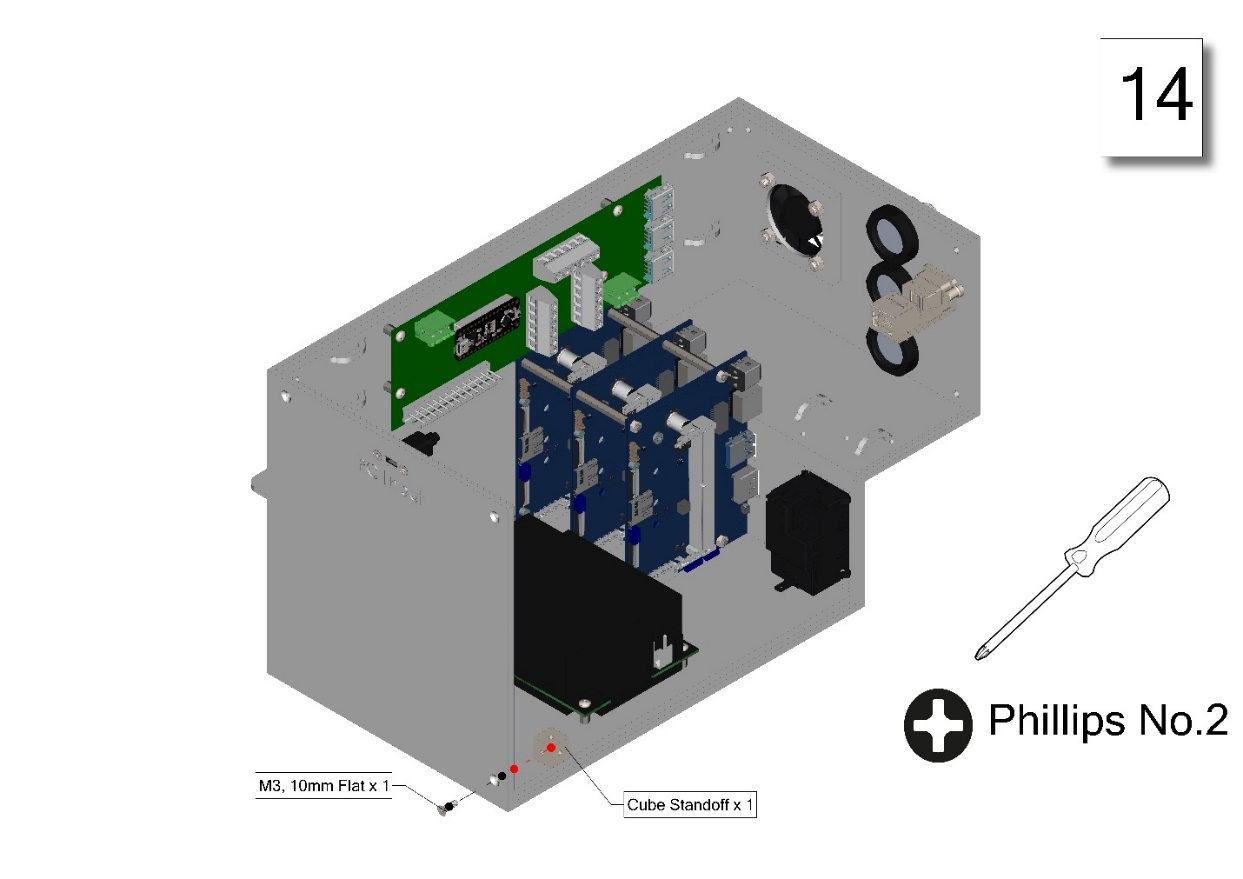 14
Phillips No.2
M3, 10mm Flat x 1
Cube Standoff x 1